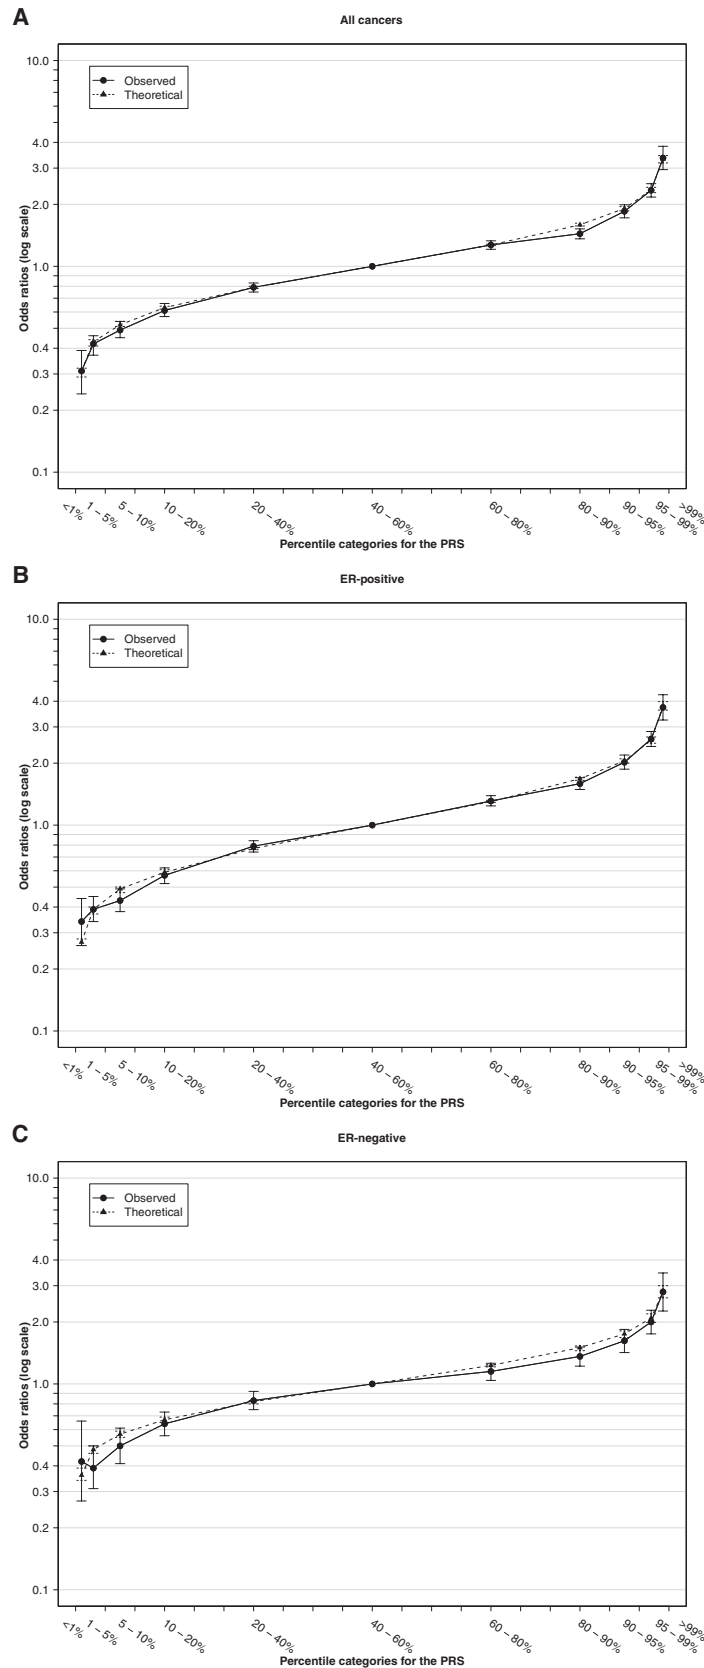 A
All cancers
10.0
4.0
3.0
2.0
1.0
0.4
0.3
0.2
0.1
Odds ratios (log scale)
Observed
Theoretical
<1%
1 – 5%
5 – 10%
10 – 20%
20 – 40%
40 – 60%
60 – 80%
80 – 90%
90 – 95%
95 – 99%
>99%
Percentile categories for the PRS
B
ER-positive
10.0
4.0
3.0
2.0
1.0
0.4
0.3
0.2
0.1
Odds ratios (log scale)
Observed
Theoretical
<1%
1 – 5%
5 – 10%
10 – 20%
20 – 40%
40 – 60%
60 – 80%
80 – 90%
90 – 95%
95 – 99%
>99%
Percentile categories for the PRS
C
ER-negative
10.0
4.0
3.0
2.0
1.0
0.4
0.3
0.2
0.1
Odds ratios (log scale)
Observed
Theoretical
<1%
1 – 5%
5 – 10%
10 – 20%
20 – 40%
40 – 60%
60 – 80%
80 – 90%
90 – 95%
95 – 99%
>99%
Percentile categories for the PRS